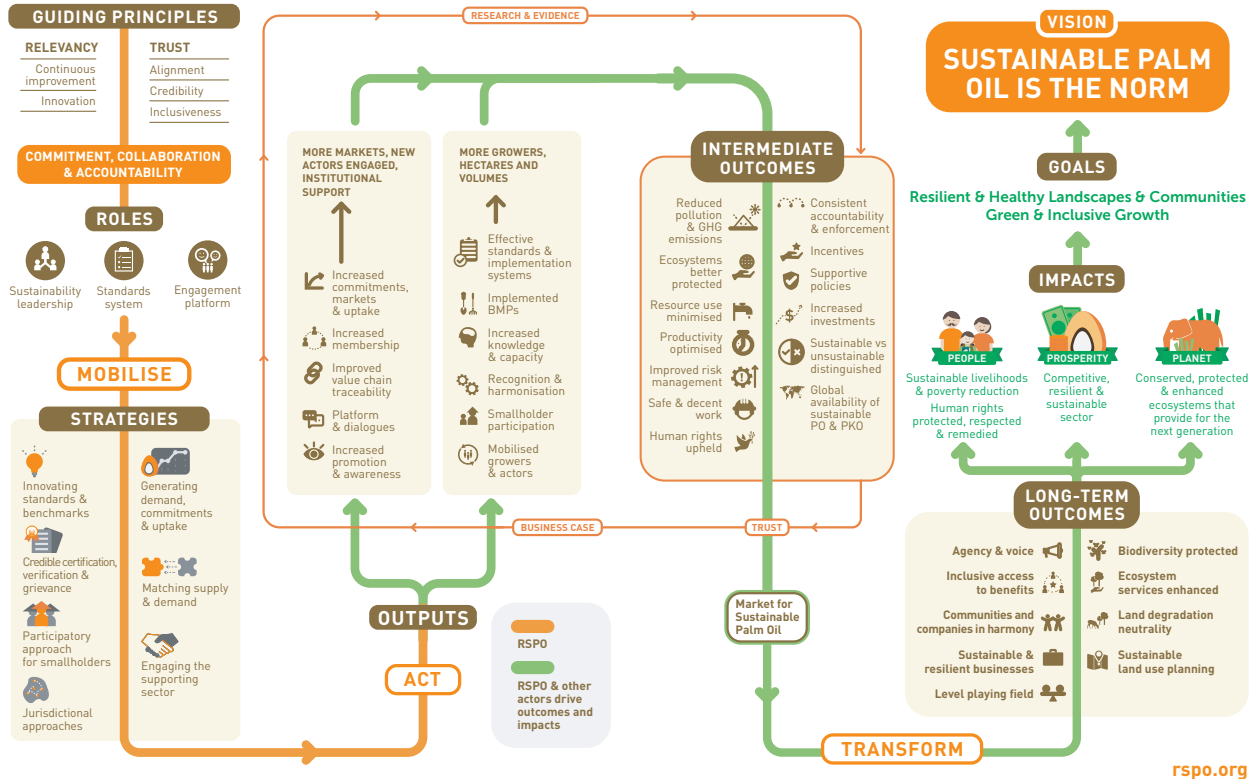 GUIDING PRINCIPLES
RELEVANCY
Continuous
improvement
Innovation
TRUST
Alignment
Credibility
Inclusiveness
COMMITMENT, COLLABORATION
& ACCOUNTABILITY
ROLES
Sustainability
leadership
Standards
system
Engagement
platform
MOBILISE
STRATEGIES
Innovating
standards &
benchmarks
Credible certification,
verification &
grievance
Participatory
approach
for smallholders
Jurisdictional
approaches
Generating
demand,
commitments
& uptake
Matching supply
& demand
Engaging the
supporting
sector
RESEARCH & EVIDENCE
MORE MARKETS, NEW
ACTORS ENGAGED,
INSTITUTIONAL
SUPPORT
Increased
commitments,
markets
& uptake
Increased
membership
Improved
value chain
traceability
Platform
& dialogues
Increased
promotion
& awareness
MORE GROWERS,
HECTARES AND
VOLUMES
Effective
standards &
implementation
systems
Implemented
BMPs
Increased
knowledge
& capacity
Recognition &
harmonisation
Smallholder
participation
Mobilised
growers
& actors
BUSINESS CASE
TRUST
OUTPUTS
ACT
RSPO
RSPO & other
actors drive
outcomes and
impacts
INTERMEDIATE
OUTCOMES
Reduced
pollution
& GHG
emissions
Ecosystems
better
protected
Resource use
minimised
Productivity
optimised
Improved risk
management
Safe & decent
work
Human rights
upheld
Consistent
accountability
& enforcement
Incentives
Supportive
policies
$
Increased
investments
Sustainable vs
unsustainable
distinguished
Global
availability of
sustainable
PO & PKO
Market for
Sustainable
Palm Oil
TRANSFORM
VISION
SUSTAINABLE PALM
OIL IS THE NORM
GOALS
Resilient & Healthy Landscapes & Communities
Green & Inclusive Growth
IMPACTS
PEOPLE
Sustainable livelihoods
& poverty reduction
Human rights
protected, respected
& remedied
PROSPERITY
Competitive,
resilient &
sustainable
sector
PLANET
Conserved, protected
& enhanced
ecosystems that
provide for the
next generation
LONG-TERM
OUTCOMES
Agency & voice
Inclusive access
to benefits
Communities and
companies in harmony
Sustainable &
resilient businesses
Level playing field
Biodiversity protected
Ecosystem
services enhanced
Land degradation
neutrality
Sustainable
land use planning
rspo.org